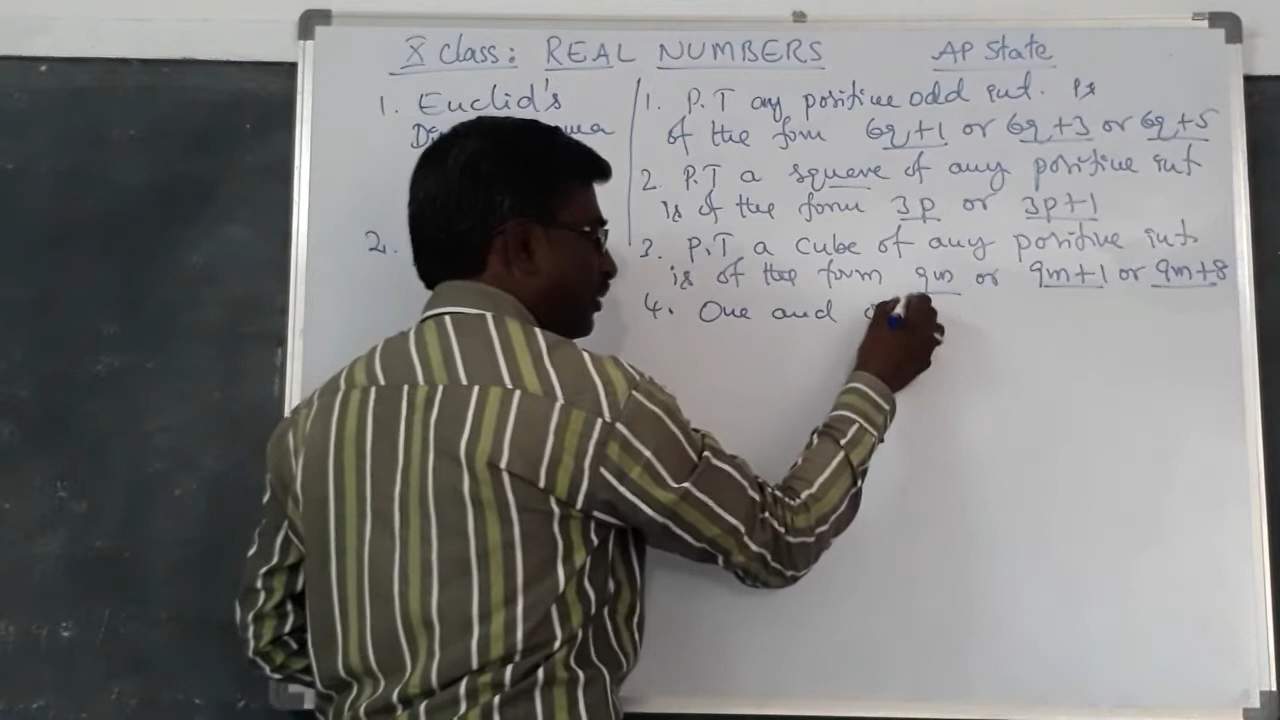 X class: REAL NUMBERS AP State
1. Euclid's
2.
1. P.T any positive odd int. is
of the form 6q+1 or 6q+3 or 6q+5
2. P.T a square of any positive int
is of the form 3p or 3p+1
3. P.T a cube of any positive int.
is of the form 9m or 9m+1 or 9m+8
4. One and